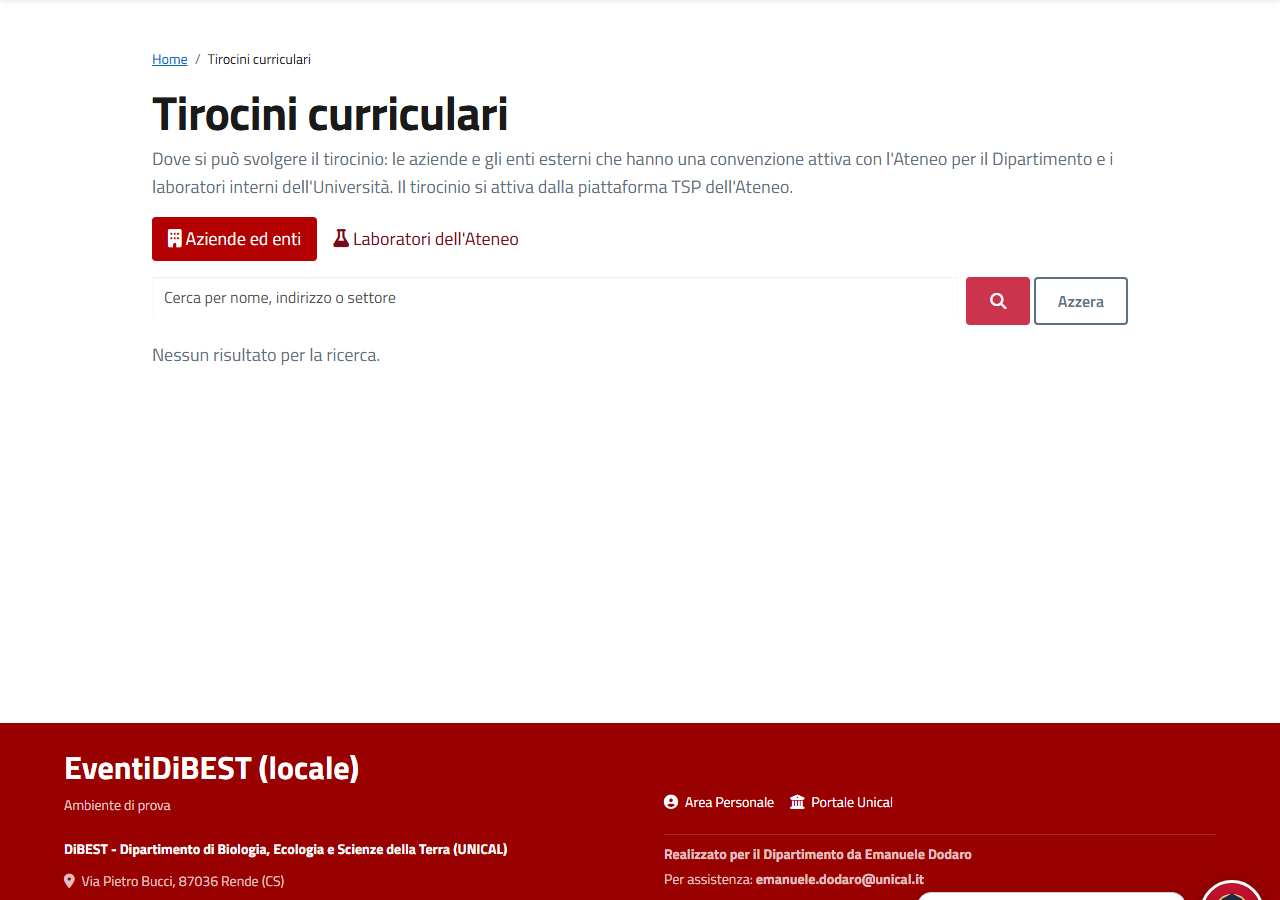 Home / Tirocini curriculari
Tirocini curriculari
Dove si può svolgere il tirocinio: le aziende e gli enti esterni che hanno una convenzione attiva con l'Ateneo per il Dipartimento e i
laboratori interni dell'Università. Il tirocinio si attiva dalla piattaforma TSP dell'Ateneo.
Aziende ed enti
Laboratori dell'Ateneo
Cerca per nome, indirizzo o settore
Azzera
Nessun risultato per la ricerca.
EventiDiBEST (locale)
Ambiente di prova
DiBEST - Dipartimento di Biologia, Ecologia e Scienze della Terra (UNICAL)
Via Pietro Bucci, 87036 Rende (CS)
Area Personale
Portale Unical
Realizzato per il Dipartimento da Emanuele Dodaro
Per assistenza: emanuele.dodaro@unical.it